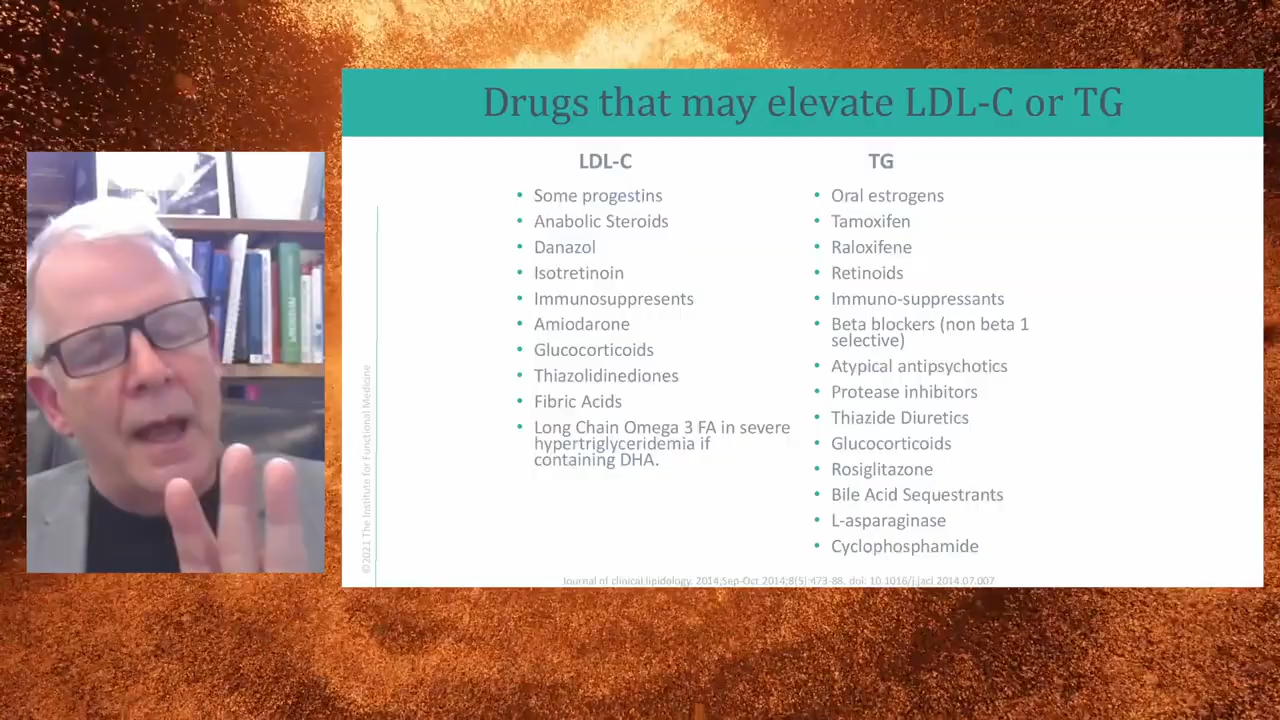 Drugs that may elevate LDL-C or TG
LDL-C
Some progestins
Anabolic Steroids
Danazol
Isotretinoin
Immunosuppresents
Amiodarone
Glucocorticoids
Thiazolidinediones
Fibric Acids
Long Chain Omega 3 FA in severe
hypertriglyceridemia if
containing DHA.
TG
Oral estrogens
Tamoxifen
Raloxifene
Retinoids
Immuno-suppressants
Beta blockers (non beta 1
selective)
Atypical antipsychotics
Protease inhibitors
Thiazide Diuretics
Glucocorticoids
Rosiglitazone
Bile Acid Sequestrants
L-asparaginase
Cyclophosphamide
Journal of clinical lipidology. 2014;Sep-Oct 2014;8(5):473-88. doi: 10.1016/j.jacl.2014.07.007
©2021 The Institute for Functional Medicine